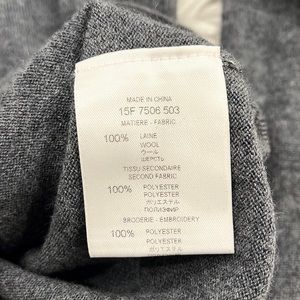 MADE IN CHINA
15F 7506 503
MATIERE - FABRIC
100% LAINE
WOOL
ウール
ШЕРСТЬ
TISSU SECONDAIRE
SECOND FABRIC
100% POLYESTER
POLYESTER
ポリエステル
ПОЛИЭФИР
BRODERIE - EMBROIDERY
100% POLYESTER
POLYESTER
ポリエステル